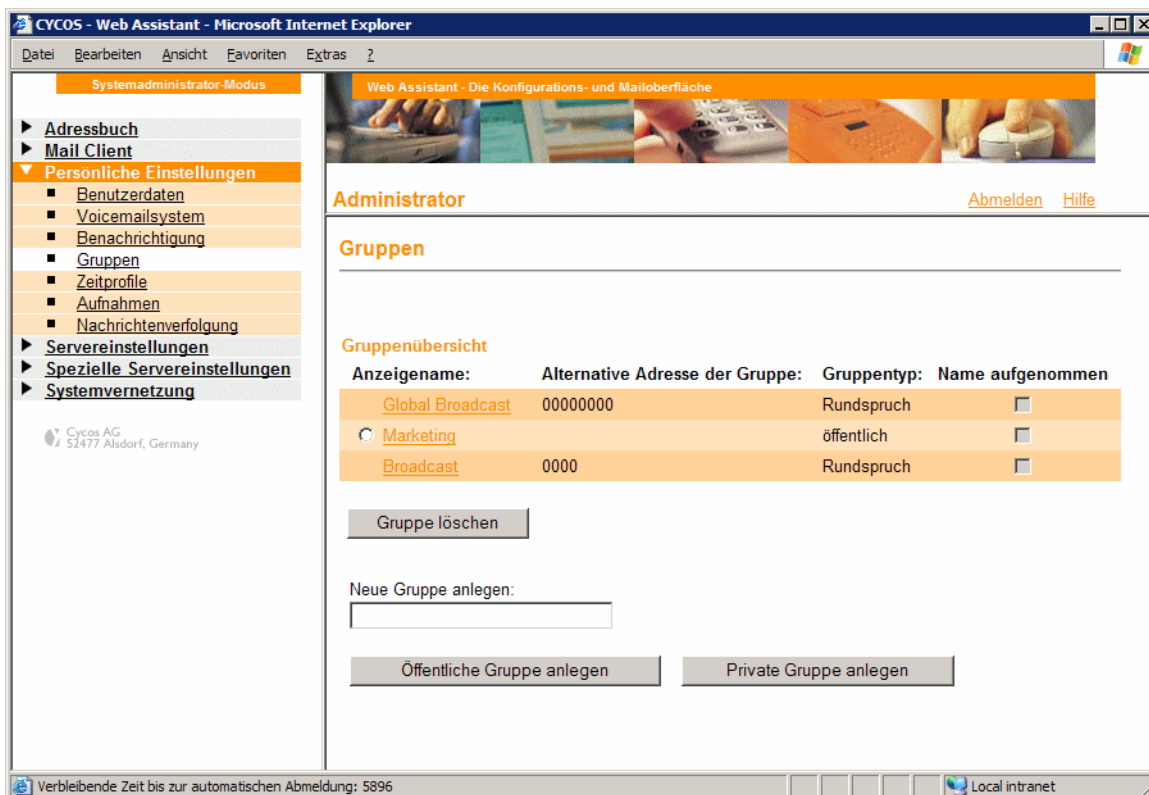 CYCOS - Web Assistant - Microsoft Internet Explorer
Datei Bearbeiten Ansicht Favoriten Extras ?
Systemadministrator-Modus
Adressbuch
Mail Client
Persönliche Einstellungen
Benutzerdaten
Voicemailsystem
Benachrichtigung
Gruppen
Zeitprofile
Aufnahmen
Nachrichtenverfolgung
Servereinstellungen
Spezielle Servereinstellungen
Systemvernetzung
Cycos AG
52477 Alsdorf, Germany
Web Assistant - Die Konfigurations- und Mailoberfläche
Administrator
Abmelden Hilfe
Gruppen
Gruppenübersicht
Anzeigename: Alternative Adresse der Gruppe: Gruppentyp: Name aufgenommen
Global Broadcast 00000000 Rundspruch
Marketing öffentlich
Broadcast 0000 Rundspruch
Gruppe löschen
Neue Gruppe anlegen:
Öffentliche Gruppe anlegen Private Gruppe anlegen
Verbleibende Zeit bis zur automatischen Abmeldung: 5896 Local intranet